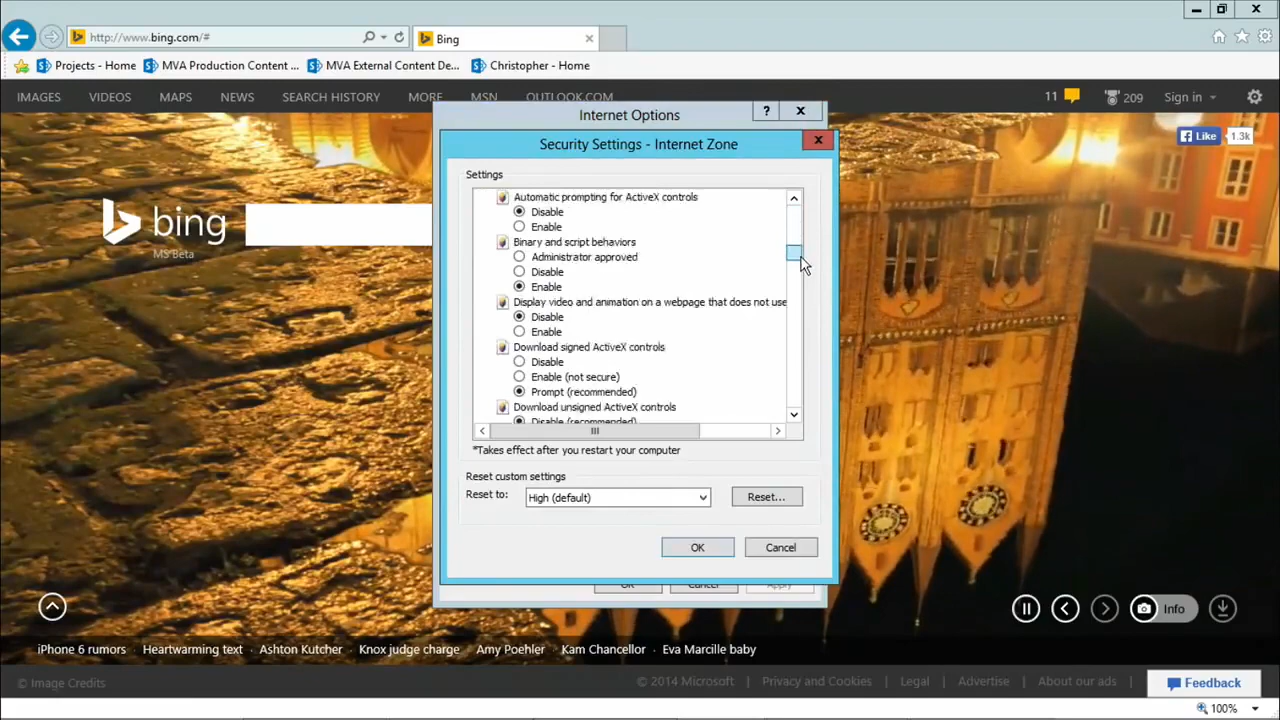 http://www.bing.com/#
Bing
Projects - Home
MVA Production Content ...
MVA External Content De...
Christopher - Home
IMAGES
VIDEOS
MAPS
NEWS
SEARCH HISTORY
MORE
MSN
OUTLOOK.COM
11
209
Sign in
Internet Options
?
Like
1.3k
Security Settings - Internet Zone
Settings
Automatic prompting for ActiveX controls
Disable
Enable
Binary and script behaviors
Administrator approved
Disable
Enable
Display video and animation on a webpage that does not use
Disable
Enable
Download signed ActiveX controls
Disable
Enable (not secure)
Prompt (recommended)
Download unsigned ActiveX controls
Disable (recommended)
*Takes effect after you restart your computer
Reset custom settings
Reset to:
High (default)
Reset...
OK
Cancel
OK
Cancel
Apply
bing
MS Beta
Info
iPhone 6 rumors
Heartwarming text
Ashton Kutcher
Knox judge charge
Amy Poehler
Kam Chancellor
Eva Marcille baby
© Image Credits
© 2014 Microsoft
Privacy and Cookies
Legal
Advertise
About our ads
Feedback
100%